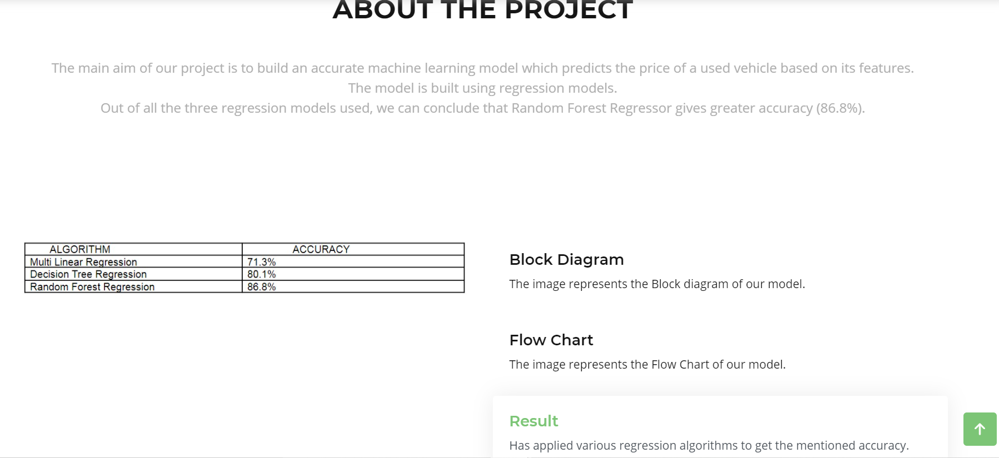 ABOUT THE PROJECT
The main aim of our project is to build an accurate machine learning model which predicts the price of a used vehicle based on its features.
The model is built using regression models.
Out of all the three regression models used, we can conclude that Random Forest Regressor gives greater accuracy (86.8%).
ALGORITHM ACCURACY
Multi Linear Regression 71.3%
Decision Tree Regression 80.1%
Random Forest Regression 86.8%
Block Diagram
The image represents the Block diagram of our model.
Flow Chart
The image represents the Flow Chart of our model.
Result
Has applied various regression algorithms to get the mentioned accuracy.